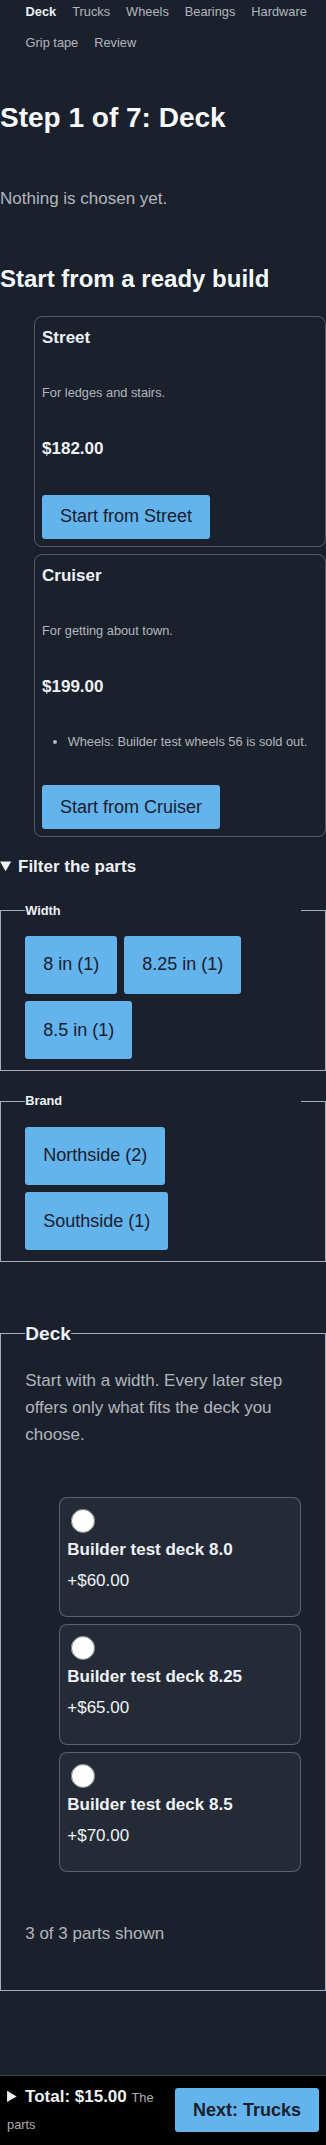 Deck Trucks Wheels Bearings Hardware
Grip tape Review
Step 1 of 7: Deck
Nothing is chosen yet.
Start from a ready build
Street
For ledges and stairs.
$182.00
Start from Street
Cruiser
For getting about town.
$199.00
Wheels: Builder test wheels 56 is sold out.
Start from Cruiser
Filter the parts
Width
8 in (1) 8.25 in (1)
8.5 in (1)
Brand
Northside (2)
Southside (1)
Deck
Start with a width. Every later step
offers only what fits the deck you
choose.
Builder test deck 8.0
+$60.00
Builder test deck 8.25
+$65.00
Builder test deck 8.5
+$70.00
3 of 3 parts shown
Total: $15.00 The
parts
Next: Trucks